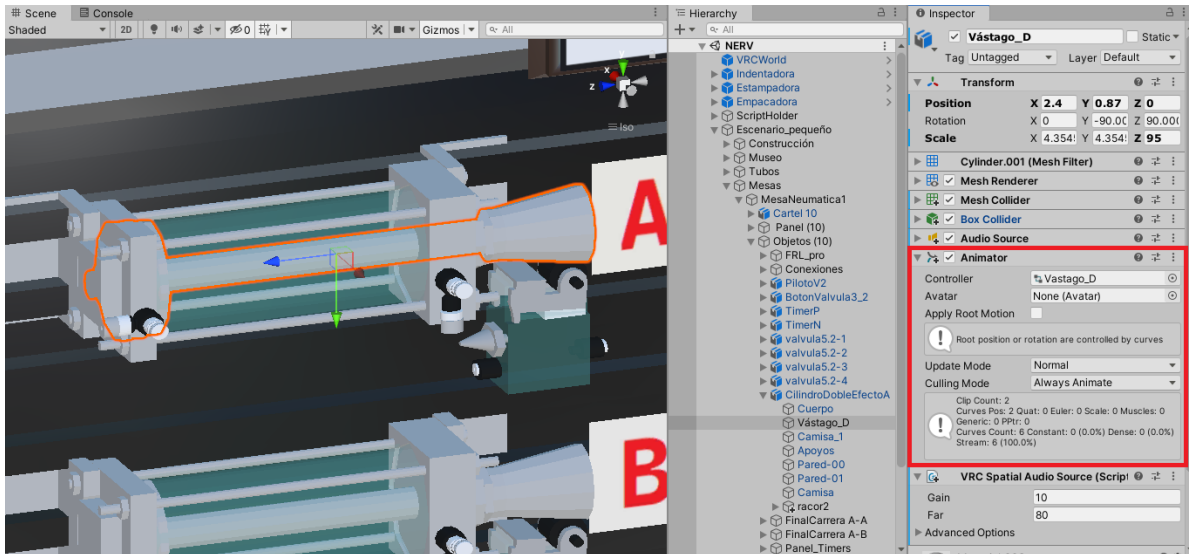 Scene
Console
Shaded
2D
0
Gizmos
All
y
x
z
Iso
A
B
Hierarchy
All
NERV
VRCWorld
Indentadora
Estampadora
Empacadora
ScriptHolder
Escenario_pequeño
Construcción
Museo
Tubos
Mesas
MesaNeumatica1
Cartel 10
Panel (10)
Objetos (10)
FRL_pro
Conexiones
PilotoV2
BotonValvula3_2
TimerP
TimerN
valvula5.2-1
valvula5.2-2
valvula5.2-3
valvula5.2-4
CilindroDobleEfectoA
Cuerpo
Vástago_D
Camisa_1
Apoyos
Pared-00
Pared-01
Camisa
racor2
FinalCarrera A-A
FinalCarrera A-B
Panel_Timers
Inspector
Vástago_D
Static
Tag Untagged Layer Default
Transform
Position X 2.4 Y 0.87 Z 0
Rotation X 0 Y -90.00 Z 90.000
Scale X 4.354 Y 4.354 Z 95
Cylinder.001 (Mesh Filter)
Mesh Renderer
Mesh Collider
Box Collider
Audio Source
Animator
Controller Vastago_D
Avatar None (Avatar)
Apply Root Motion
Root position or rotation are controlled by curves
Update Mode Normal
Culling Mode Always Animate
Clip Count: 2
Curves Pos: 2 Quat: 0 Euler: 0 Scale: 0 Muscles: 0
Generic: 0 PPtr: 0
Curves Count: 6 Constant: 0 (0.0%) Dense: 0 (0.0%)
Stream: 6 (100.0%)
VRC Spatial Audio Source (Script
Gain 10
Far 80
Advanced Options